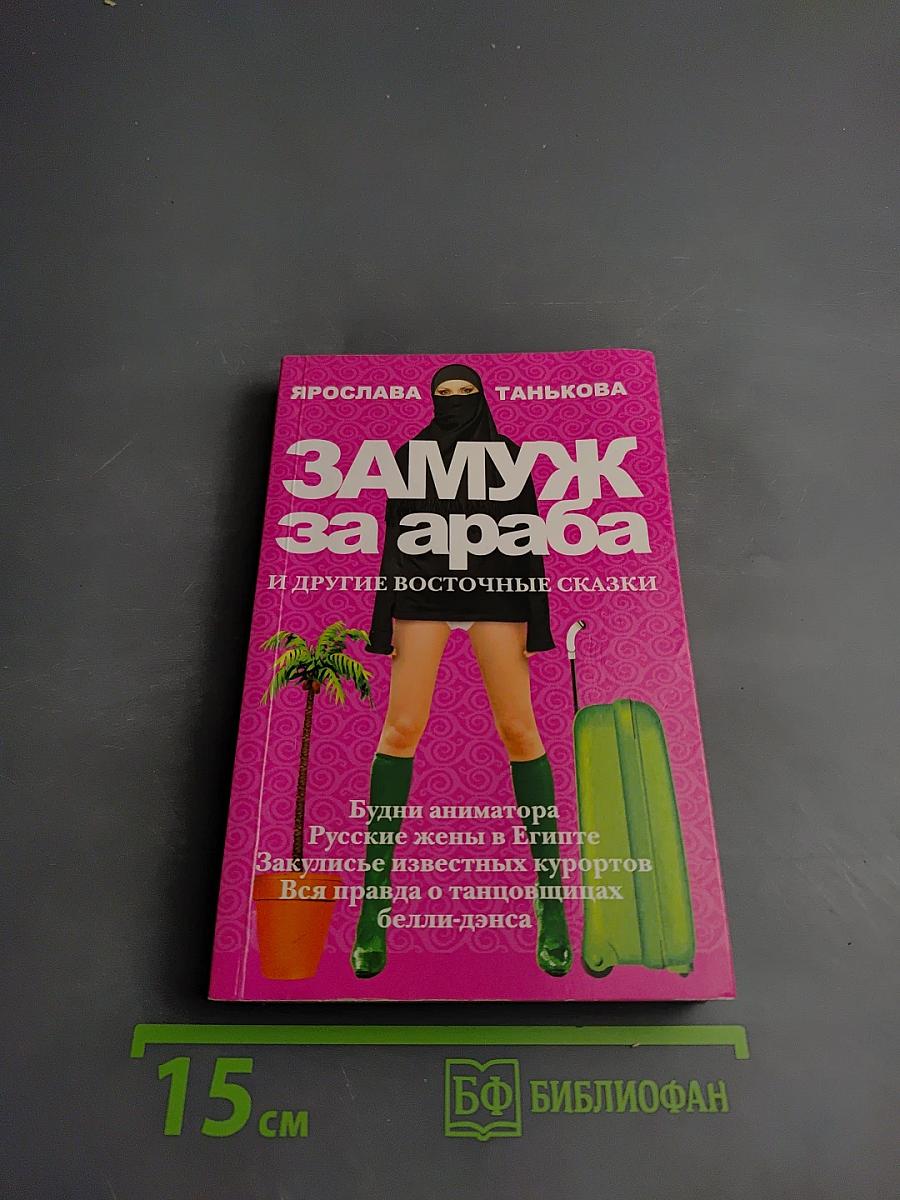 ЯРОСЛАВА ТАНЬКОВА
ЗАМУЖ
за араба
И ДРУГИЕ ВОСТОЧНЫЕ СКАЗКИ
Будни аниматора
Русские жены в Египте
Закулисье известных курортов
Вся правда о танцовщицах
белли-дэнса
15 см
БФ БИБЛИОФАН